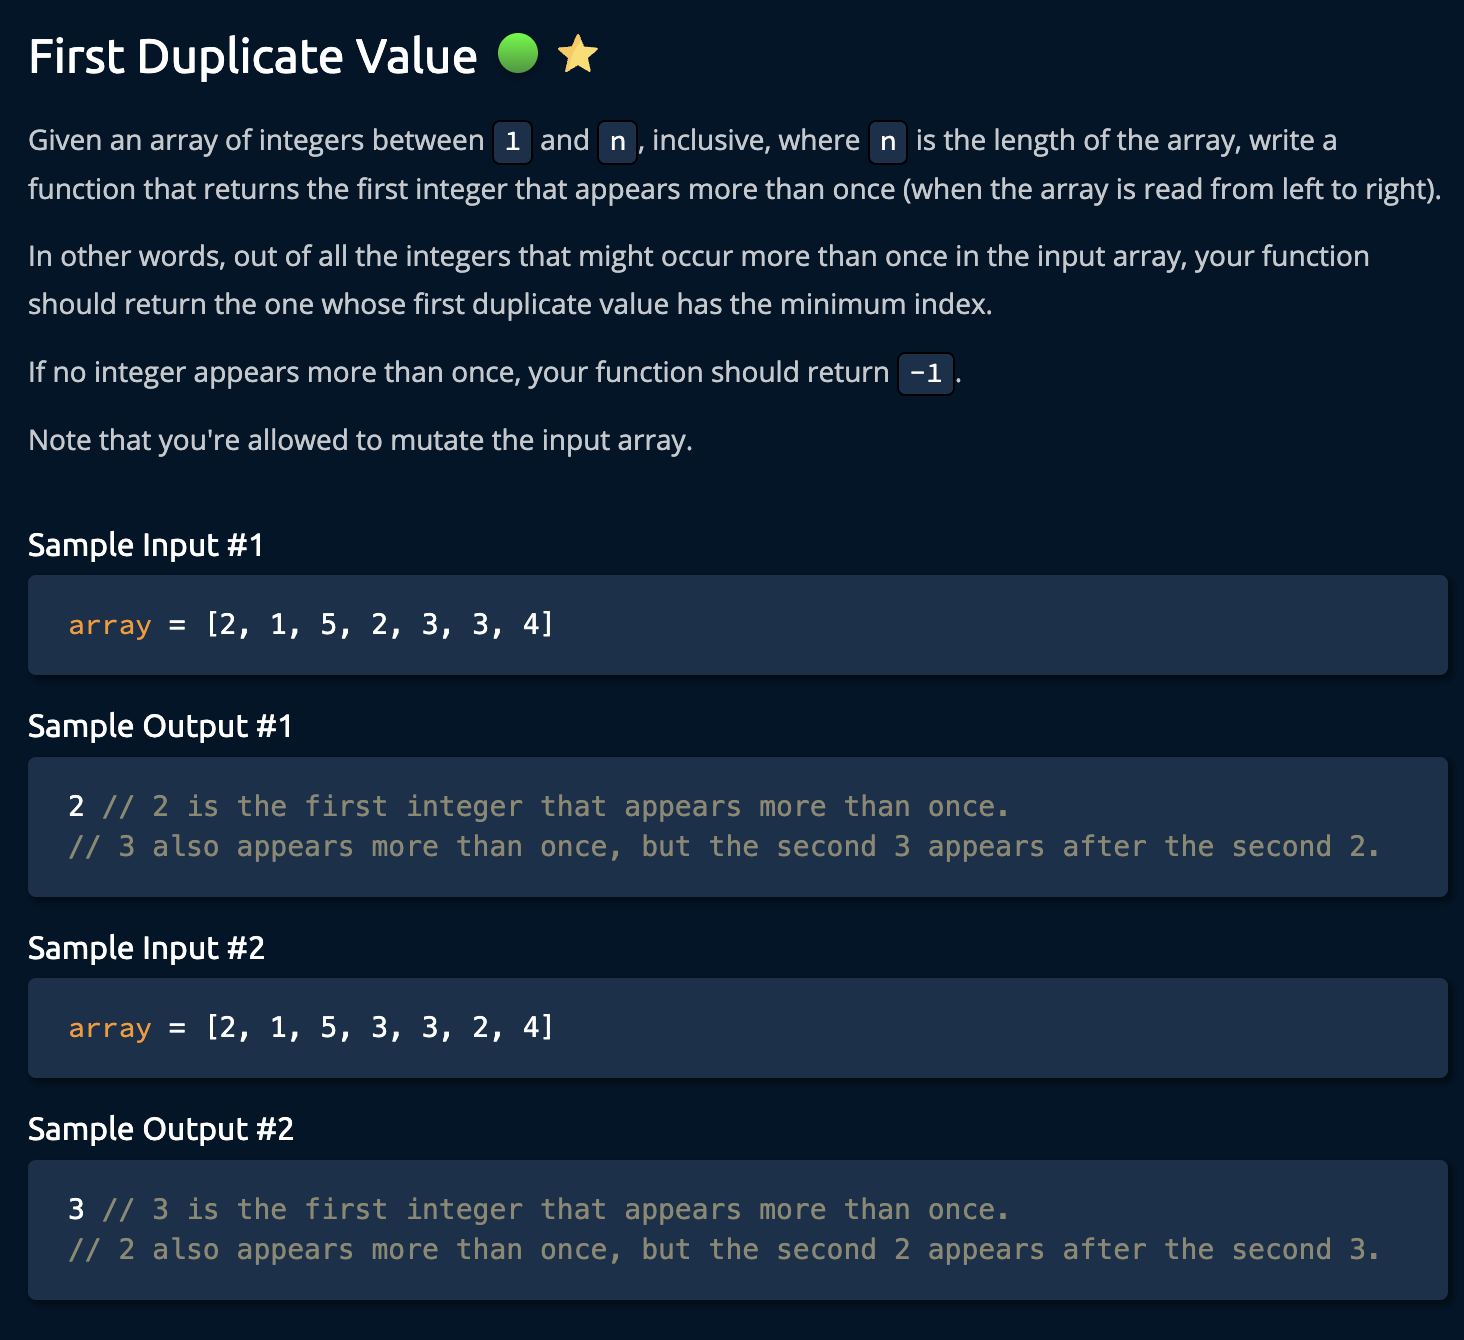 First Duplicate Value
Given an array of integers between 1 and n, inclusive, where n is the length of the array, write a
function that returns the first integer that appears more than once (when the array is read from left to right).
In other words, out of all the integers that might occur more than once in the input array, your function
should return the one whose first duplicate value has the minimum index.
If no integer appears more than once, your function should return -1.
Note that you're allowed to mutate the input array.
Sample Input #1
array = [2, 1, 5, 2, 3, 3, 4]
Sample Output #1
2 // 2 is the first integer that appears more than once.
// 3 also appears more than once, but the second 3 appears after the second 2.
Sample Input #2
array = [2, 1, 5, 3, 3, 2, 4]
Sample Output #2
3 // 3 is the first integer that appears more than once.
// 2 also appears more than once, but the second 2 appears after the second 3.